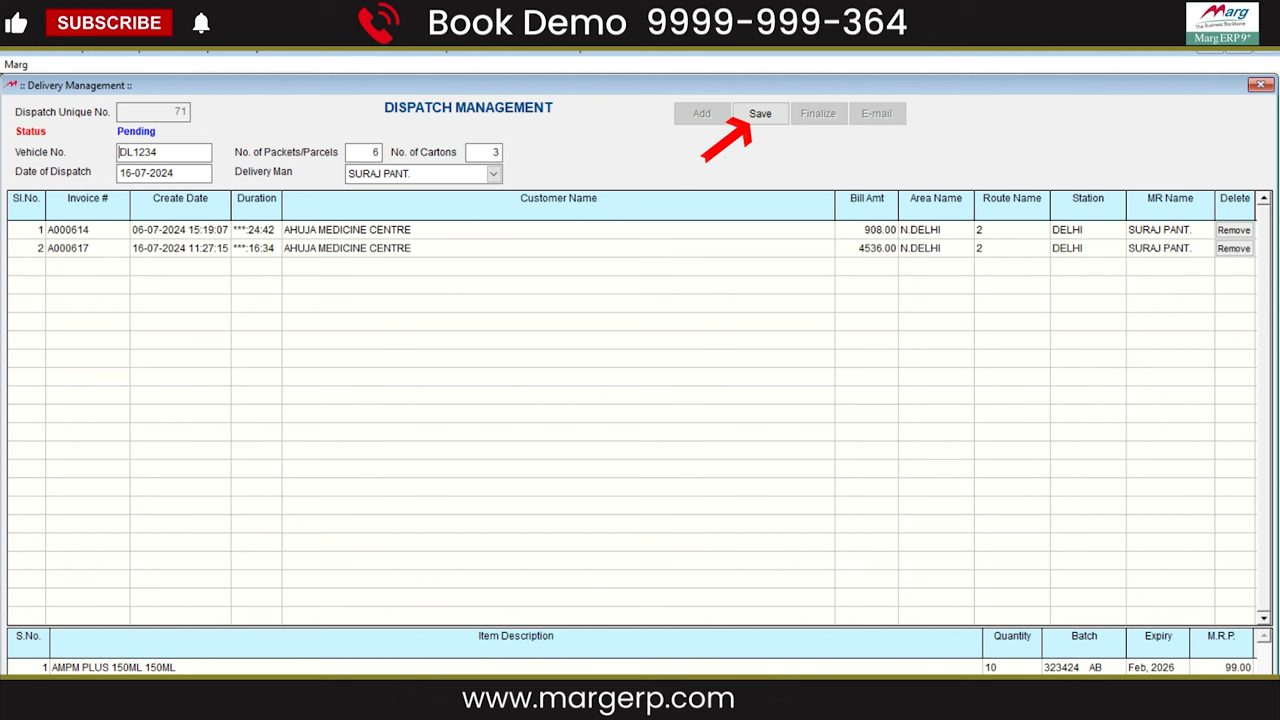 SUBSCRIBE
Book Demo 9999-999-364
Marg
The Business Backbone
Marg ERP 9+
Marg
:: Delivery Management ::
Dispatch Unique No. 71
DISPATCH MANAGEMENT
Add Save Finalize E-mail
Status Pending
Vehicle No. DL1234 No. of Packets/Parcels 6 No. of Cartons 3
Date of Dispatch 16-07-2024 Delivery Man SURAJ PANT.
Sl.No. Invoice # Create Date Duration Customer Name Bill Amt Area Name Route Name Station MR Name Delete
1 A000614 06-07-2024 15:19:07 ***:24:42 AHUJA MEDICINE CENTRE 908.00 N.DELHI 2 DELHI SURAJ PANT. Remove
2 A000617 16-07-2024 11:27:15 ***:16:34 AHUJA MEDICINE CENTRE 4536.00 N.DELHI 2 DELHI SURAJ PANT. Remove
S.No. Item Description Quantity Batch Expiry M.R.P.
1 AMPM PLUS 150ML 150ML 10 323424 AB Feb, 2026 99.00
www.margerp.com